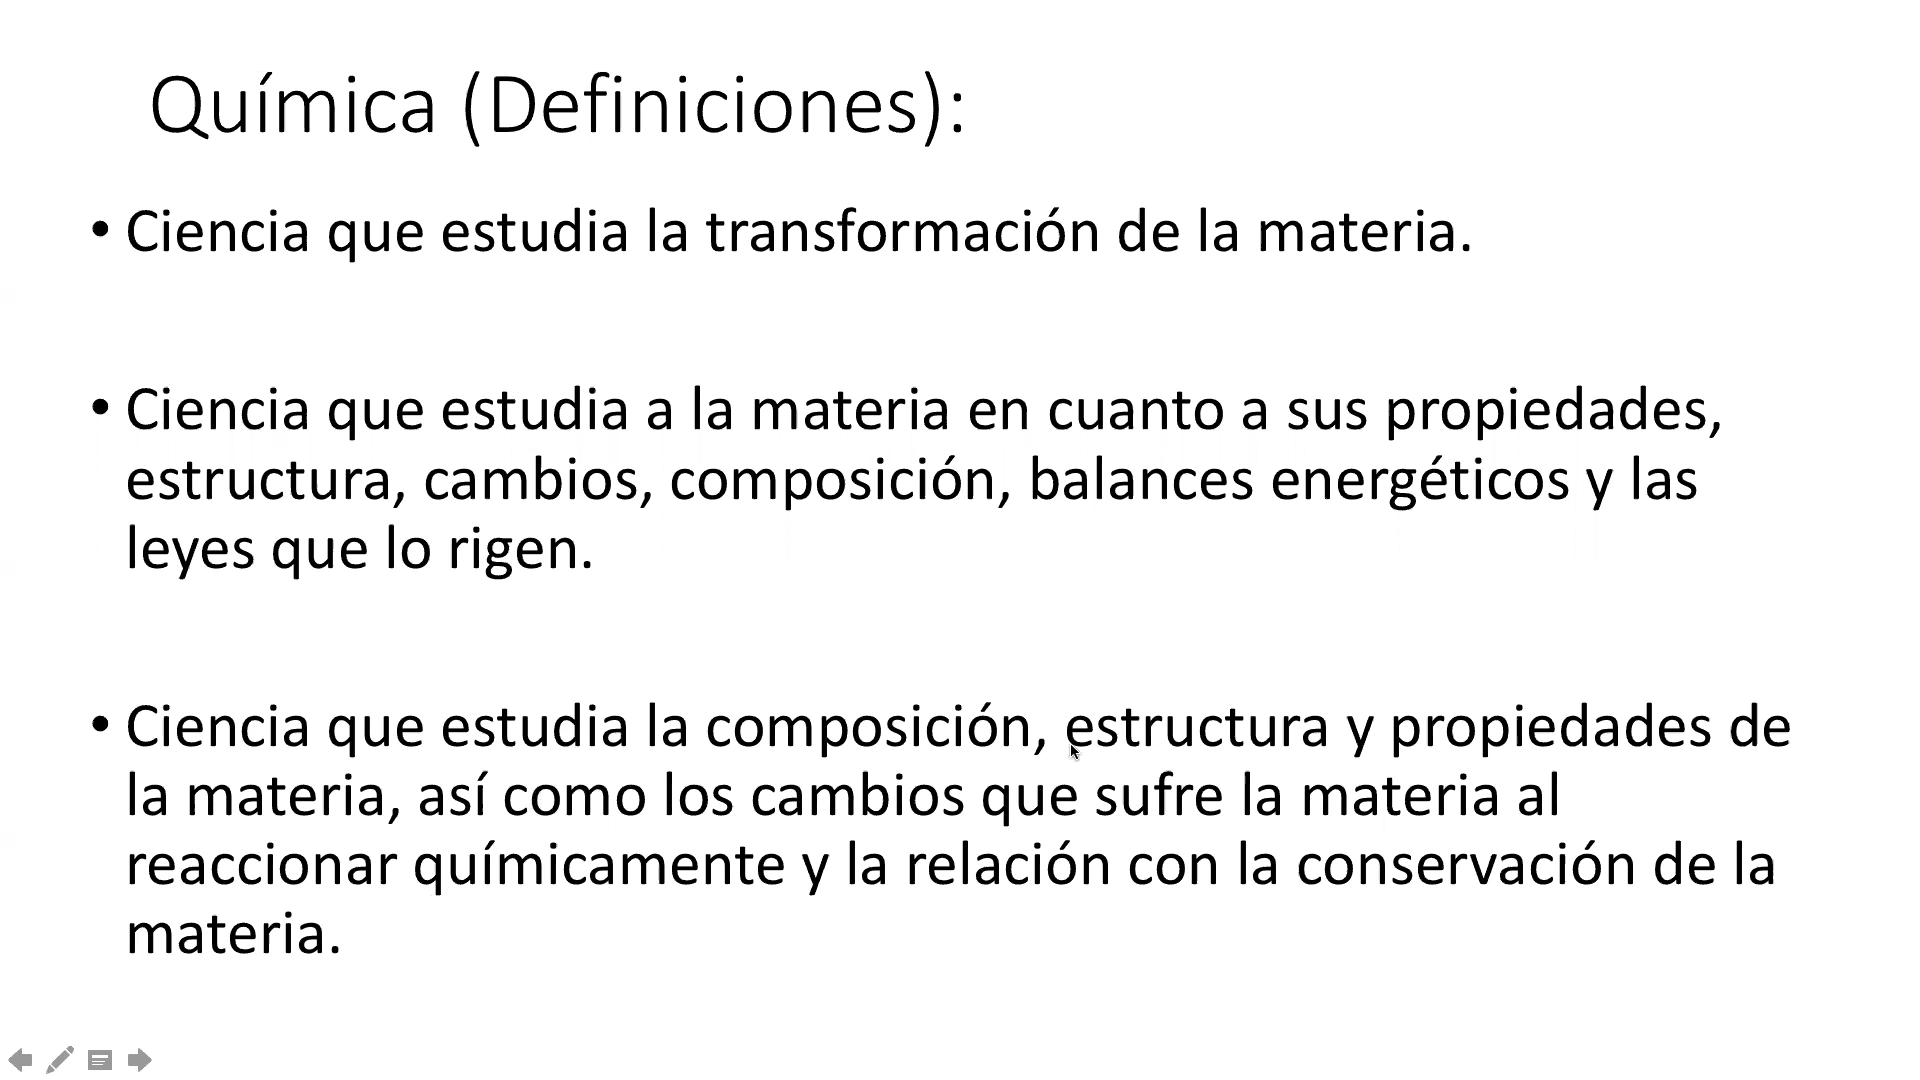 Química (Definiciones):
• Ciencia que estudia la transformación de la materia.
• Ciencia que estudia a la materia en cuanto a sus propiedades,
estructura, cambios, composición, balances energéticos y las
leyes que lo rigen.
• Ciencia que estudia la composición, estructura y propiedades de
la materia, así como los cambios que sufre la materia al
reaccionar químicamente y la relación con la conservación de la
materia.